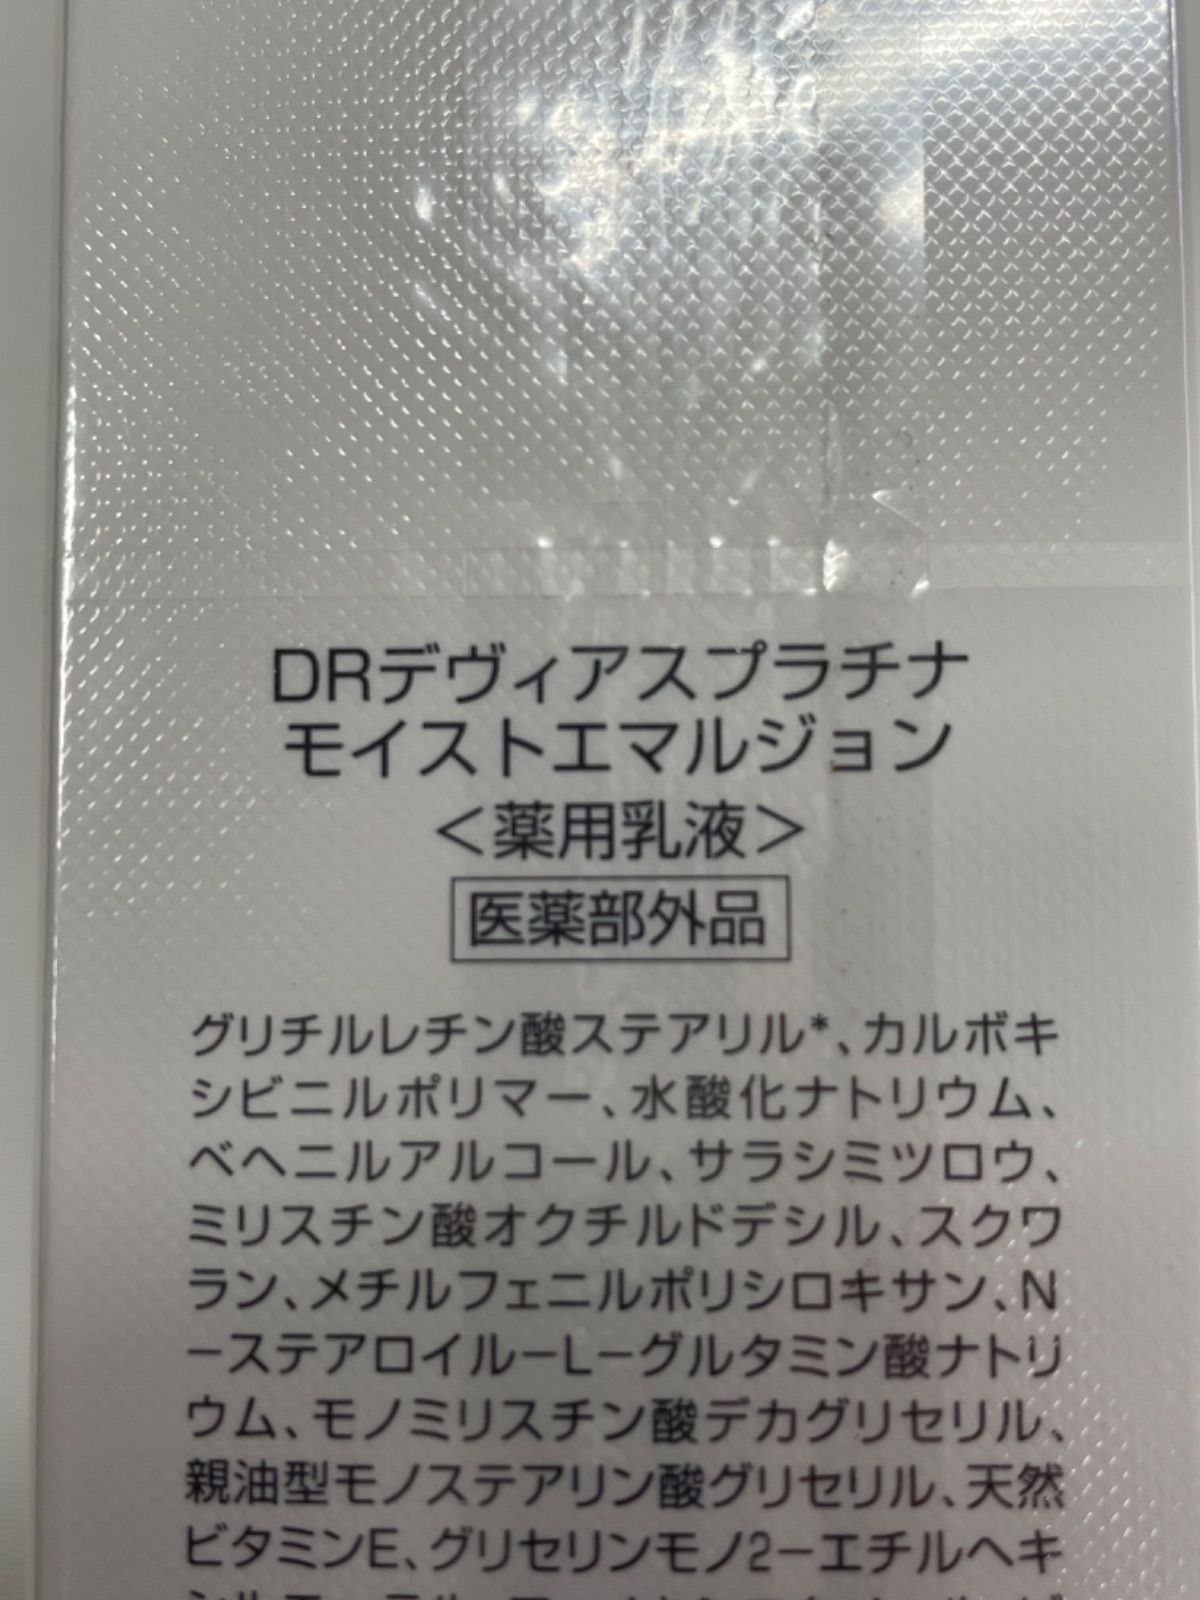 DRデヴィアスプラチナ
モイストエマルジョン
＜薬用乳液＞
医薬部外品
グリチルレチン酸ステアリル*、カルボキ
シビニルポリマー、水酸化ナトリウム、
ベヘニルアルコール、サラシミツロウ、
ミリスチン酸オクチルドデシル、スクワ
ラン、メチルフェニルポリシロキサン、N
－ステアロイル－L－グルタミン酸ナトリ
ウム、モノミリスチン酸デカグリセリル、
親油型モノステアリン酸グリセリル、天然
ビタミンE、グリセリンモノ2－エチルヘキ